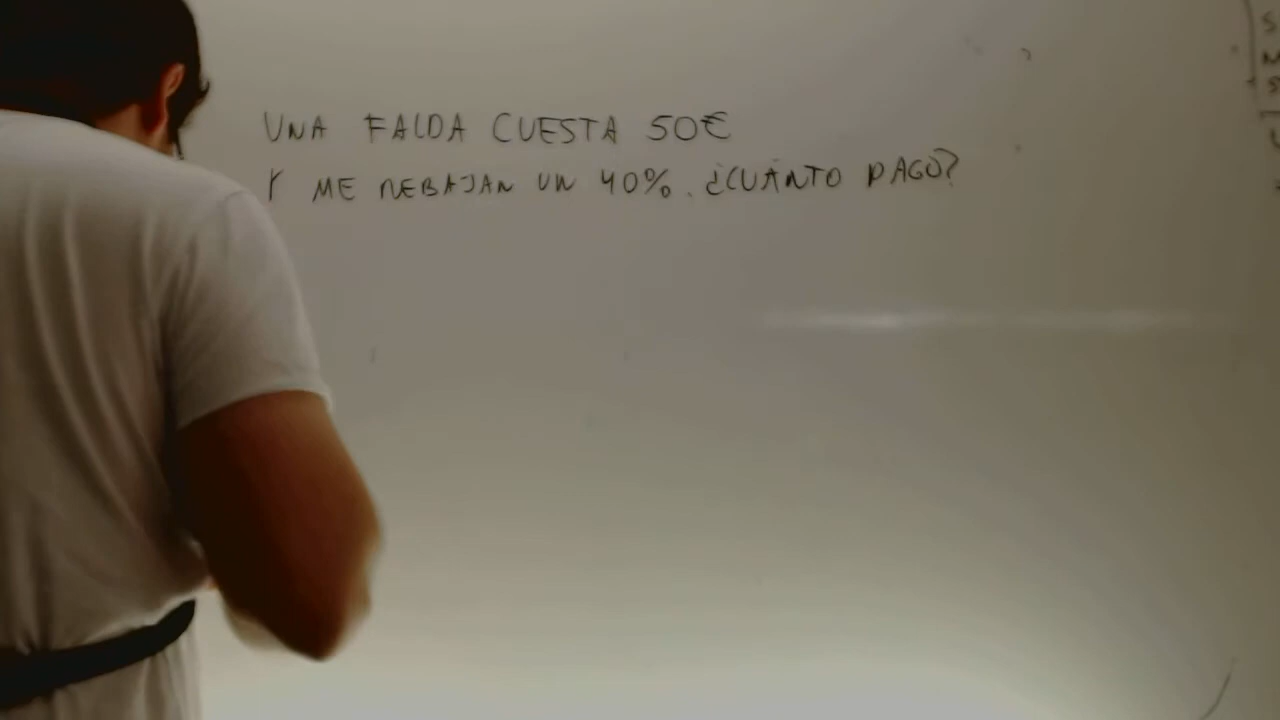 UNA FALDA CUESTA 50€
Y ME REBAJAN UN 40%. ¿CUÁNTO PAGO?